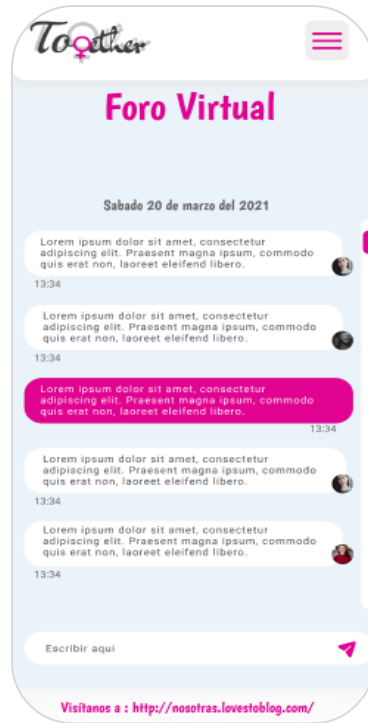 Together
Foro Virtual
Sabado 20 de marzo del 2021
Lorem ipsum dolor sit amet, consectetur
adipiscing elit. Praesent magna ipsum, commodo
quis erat non, laoreet eleifend libero.
13:34
Lorem ipsum dolor sit amet, consectetur
adipiscing elit. Praesent magna ipsum, commodo
quis erat non, laoreet eleifend libero.
13:34
Lorem ipsum dolor sit amet, consectetur
adipiscing elit. Praesent magna ipsum, commodo
quis erat non, laoreet eleifend libero.
13:34
Lorem ipsum dolor sit amet, consectetur
adipiscing elit. Praesent magna ipsum, commodo
quis erat non, laoreet eleifend libero.
13:34
Lorem ipsum dolor sit amet, consectetur
adipiscing elit. Praesent magna ipsum, commodo
quis erat non, laoreet eleifend libero.
13:34
Escribir aqui
Visítanos a : http://nosotras.lovestoblog.com/